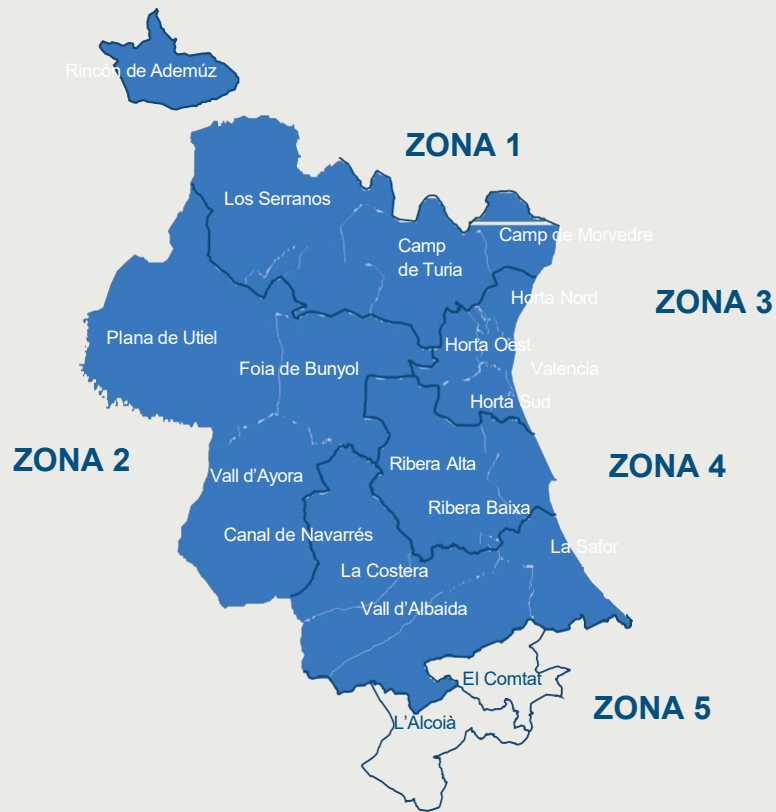 Rincón de Ademúz
ZONA 1
Los Serranos
Camp de Morvedre
Camp
de Turia
Horta Nord
ZONA 3
Plana de Utiel
Horta Oest
Foia de Bunyol
Valencia
Horta Sud
ZONA 2
Ribera Alta
ZONA 4
Vall d’Ayora
Ribera Baixa
Canal de Navarrés
La Safor
La Costera
Vall d’Albaida
El Comtat
ZONA 5
L’Alcoià